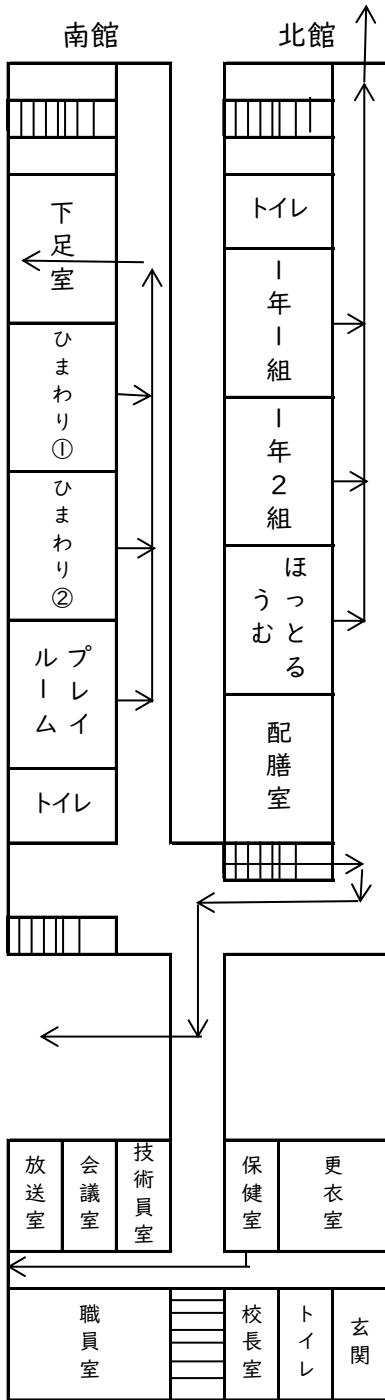 南館
北館
下足室
ひまわり①
ひまわり②
プレイ
ルーム
トイレ
トイレ
1年1組
1年2組
ほっとる
うむ
配膳室
放送室
会議室
技術員室
保健室
更衣室
職員室
校長室
トイレ
玄関